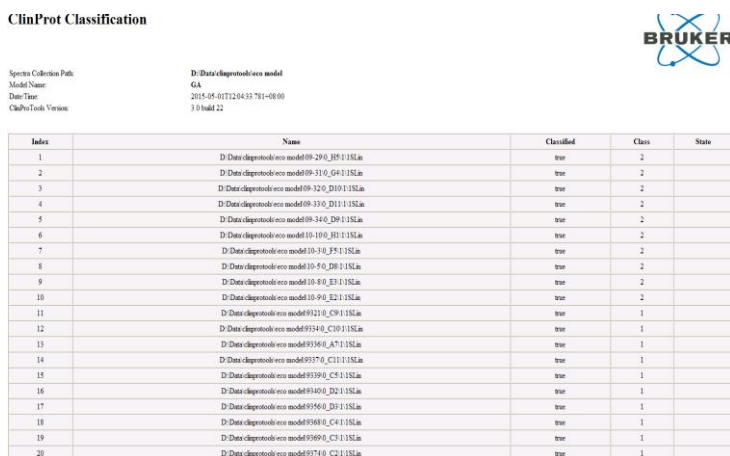 ClinProt Classification
BRUKER
Spectra Collection Path: D:\Data\clinprotools\eco model
Model Name: GA
Date/Time: 2015-05-01T12:04:33.781+08:00
ClinProTools Version: 3.0 build 22
Index Name Classified Class State
1 D:\Data\clinprotools\eco model\09-29\0_H5\1\1SLin true 2
2 D:\Data\clinprotools\eco model\09-31\0_G4\1\1SLin true 2
3 D:\Data\clinprotools\eco model\09-32\0_D10\1\1SLin true 2
4 D:\Data\clinprotools\eco model\09-33\0_D11\1\1SLin true 2
5 D:\Data\clinprotools\eco model\09-34\0_D9\1\1SLin true 2
6 D:\Data\clinprotools\eco model\10-10\0_H1\1\1SLin true 2
7 D:\Data\clinprotools\eco model\10-3\0_F5\1\1SLin true 2
8 D:\Data\clinprotools\eco model\10-5\0_D8\1\1SLin true 2
9 D:\Data\clinprotools\eco model\10-8\0_E3\1\1SLin true 2
10 D:\Data\clinprotools\eco model\10-9\0_E2\1\1SLin true 2
11 D:\Data\clinprotools\eco model\9321\0_C9\1\1SLin true 1
12 D:\Data\clinprotools\eco model\9334\0_C10\1\1SLin true 1
13 D:\Data\clinprotools\eco model\9336\0_A7\1\1SLin true 1
14 D:\Data\clinprotools\eco model\9337\0_C11\1\1SLin true 1
15 D:\Data\clinprotools\eco model\9339\0_C5\1\1SLin true 1
16 D:\Data\clinprotools\eco model\9340\0_D2\1\1SLin true 1
17 D:\Data\clinprotools\eco model\9356\0_D3\1\1SLin true 1
18 D:\Data\clinprotools\eco model\9368\0_C4\1\1SLin true 1
19 D:\Data\clinprotools\eco model\9369\0_C3\1\1SLin true 1
20 D:\Data\clinprotools\eco model\9374\0_C2\1\1SLin true 1